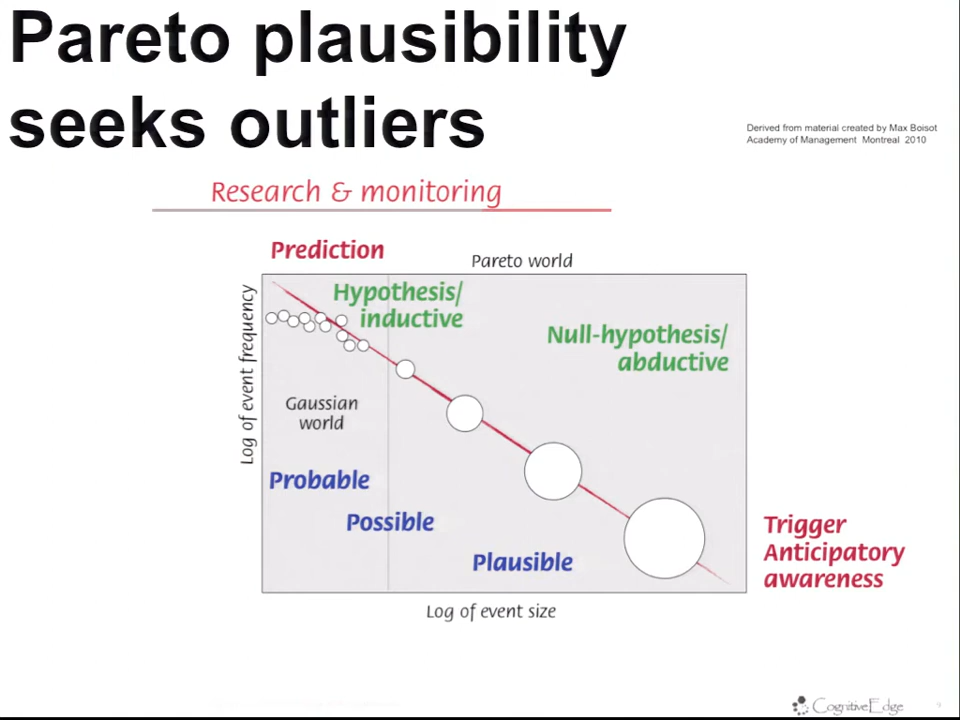 Pareto plausibility
seeks outliers
Derived from material created by Max Boisot
Academy of Management Montreal 2010
Research & monitoring
Prediction
Pareto world
Hypothesis/
inductive
Null-hypothesis/
abductive
Log of event frequency
Gaussian
world
Probable
Possible
Plausible
Trigger
Anticipatory
awareness
Log of event size
CognitiveEdge
9